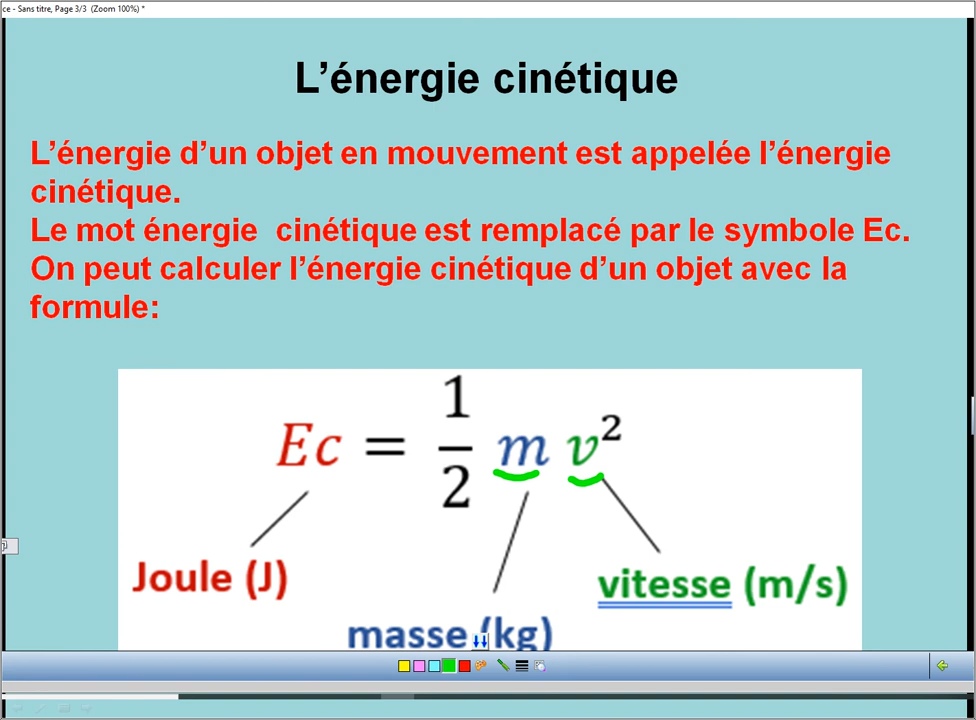 ce - Sans titre, Page 3/3 (Zoom 100%) *
L’énergie cinétique
L’énergie d’un objet en mouvement est appelée l’énergie
cinétique.
Le mot énergie cinétique est remplacé par le symbole Ec.
On peut calculer l’énergie cinétique d’un objet avec la
formule:
Ec = 1/2 m v²
Joule (J)
vitesse (m/s)
masse (kg)